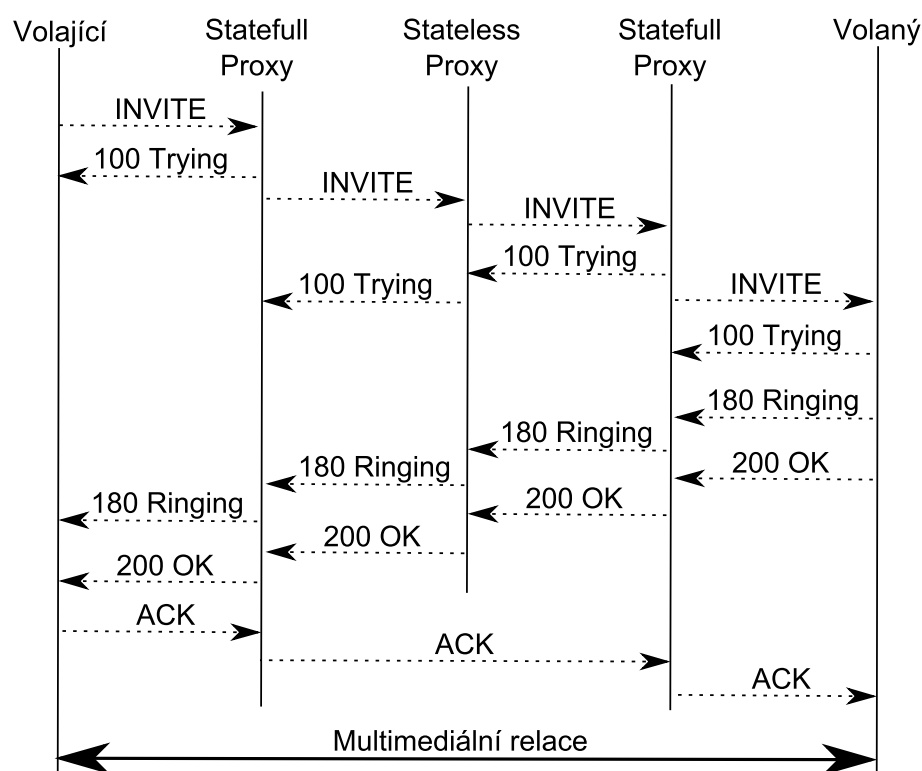 Volající
Statefull
Proxy
Stateless
Proxy
Statefull
Proxy
Volaný
INVITE
100 Trying
INVITE
INVITE
100 Trying
100 Trying
INVITE
100 Trying
180 Ringing
180 Ringing
200 OK
180 Ringing
180 Ringing
200 OK
200 OK
200 OK
ACK
ACK
ACK
Multimediální relace